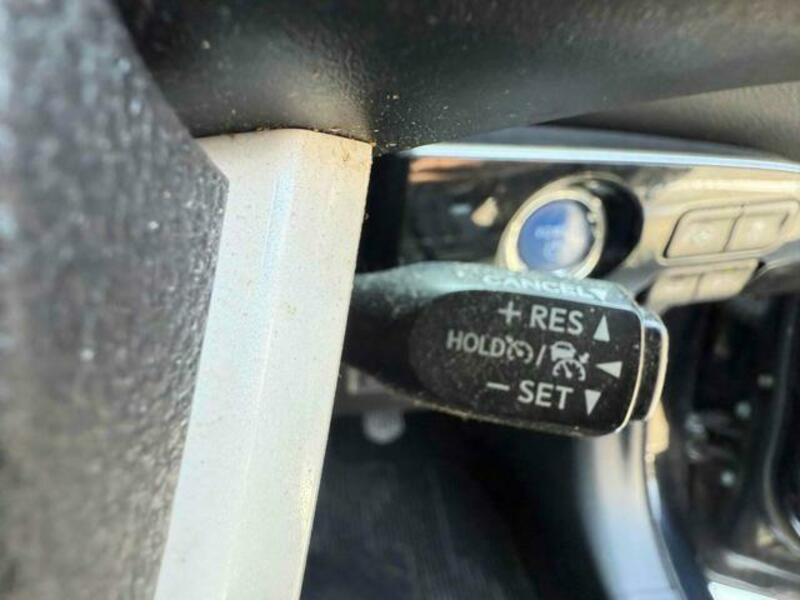 CANCEL
+ RES
HOLD /
− SET